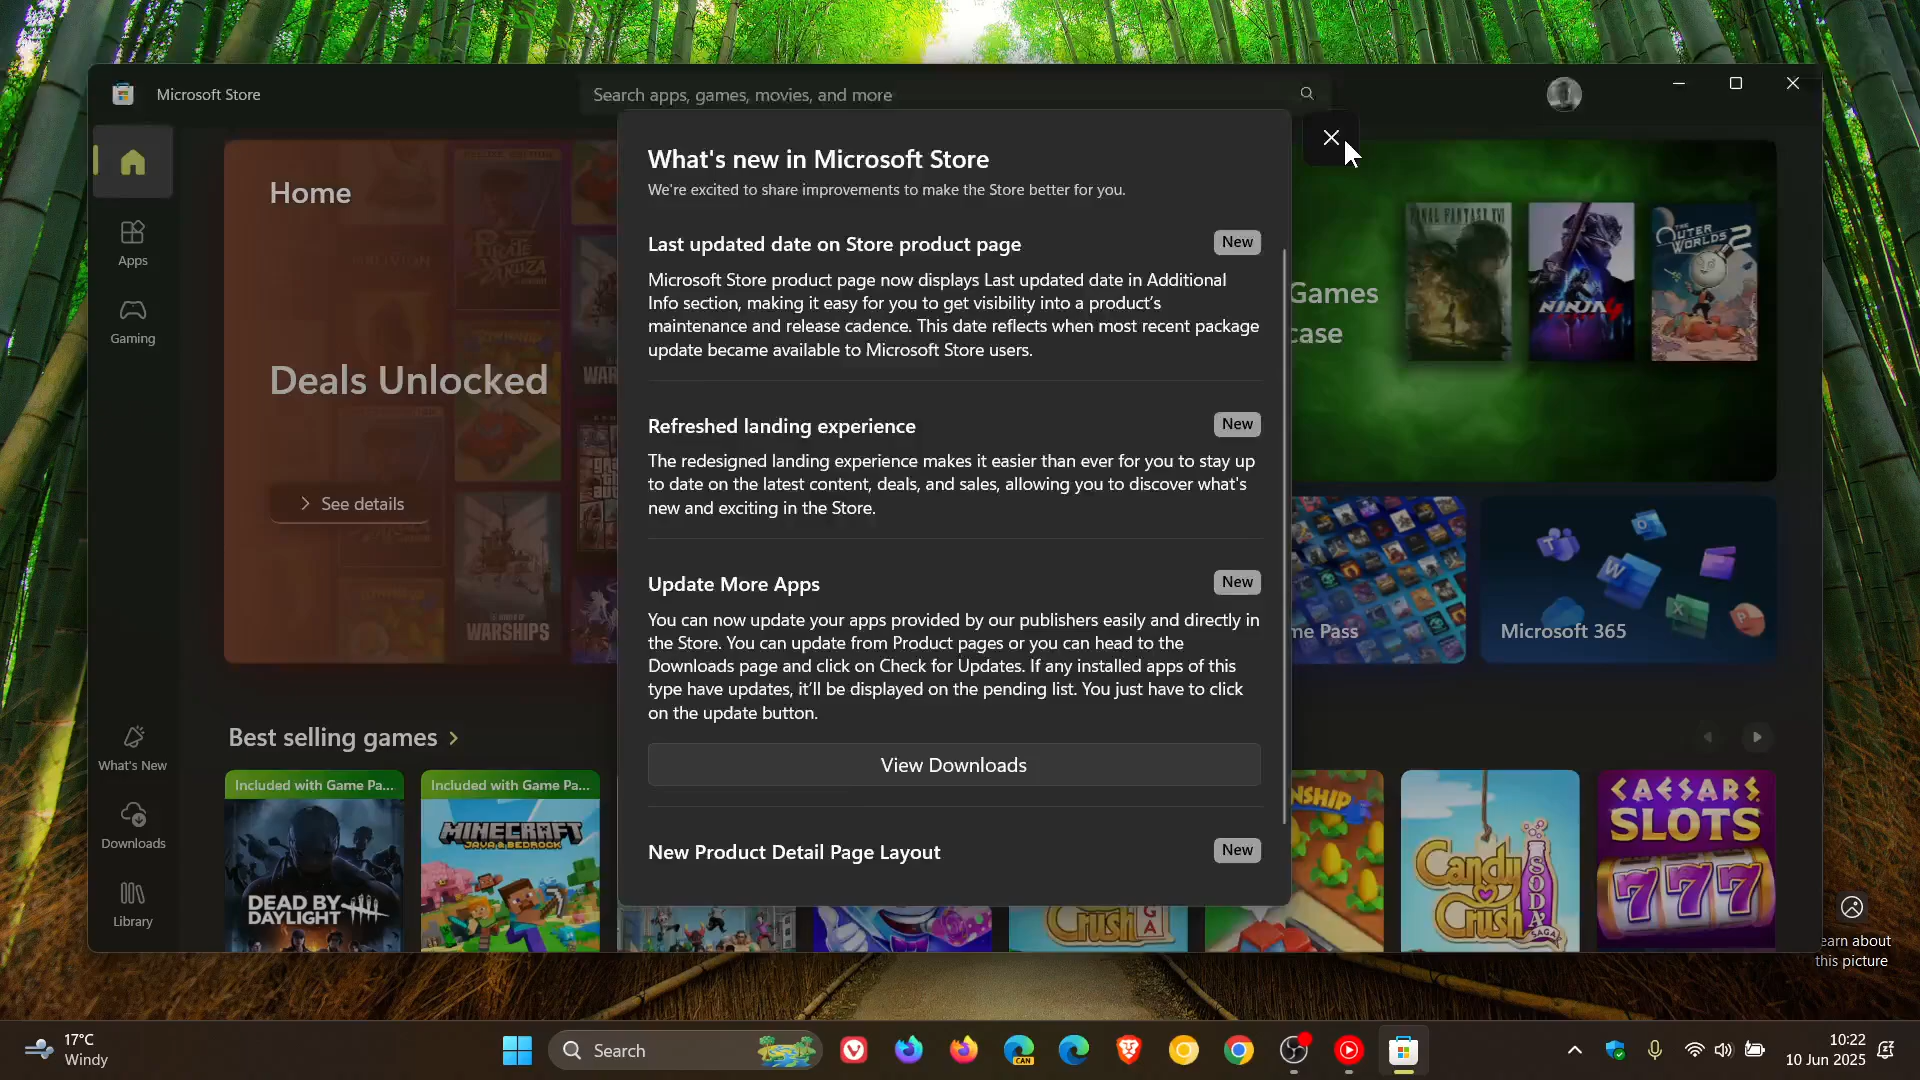 Microsoft Store
Search apps, games, movies, and more
What's new in Microsoft Store
We're excited to share improvements to make the Store better for you.
Last updated date on Store product page
New
Microsoft Store product page now displays Last updated date in Additional
Info section, making it easy for you to get visibility into a product’s
maintenance and release cadence. This date reflects when most recent package
update became available to Microsoft Store users.
Refreshed landing experience
New
The redesigned landing experience makes it easier than ever for you to stay up
to date on the latest content, deals, and sales, allowing you to discover what's
new and exciting in the Store.
Update More Apps
New
You can now update your apps provided by our publishers easily and directly in
the Store. You can update from Product pages or you can head to the
Downloads page and click on Check for Updates. If any installed apps of this
type have updates, it’ll be displayed on the pending list. You just have to click
on the update button.
View Downloads
New Product Detail Page Layout
New
Apps
Gaming
What's New
Downloads
Library
Home
Deals Unlocked
See details
PIRATE
YAKUZA
WARSHIPS
Games
case
FINAL FANTASY XVI
NINJA
4
THE
OUTER
WORLDS 2
me Pass
Microsoft 365
Best selling games
Included with Game Pa...
DEAD BY
DAYLIGHT
Included with Game Pa...
MINECRAFT
JAVA & BEDROCK
Crush
NSHIP
Candy
Crush
SODA
SAGA
CAESARS
SLOTS
777
earn about
this picture
17°C
Windy
Search
CAN
10:22
10 Jun 2025